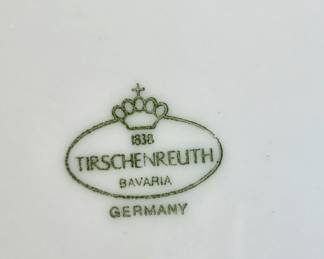 1838
TIRSCHENREUTH
BAVARIA
GERMANY